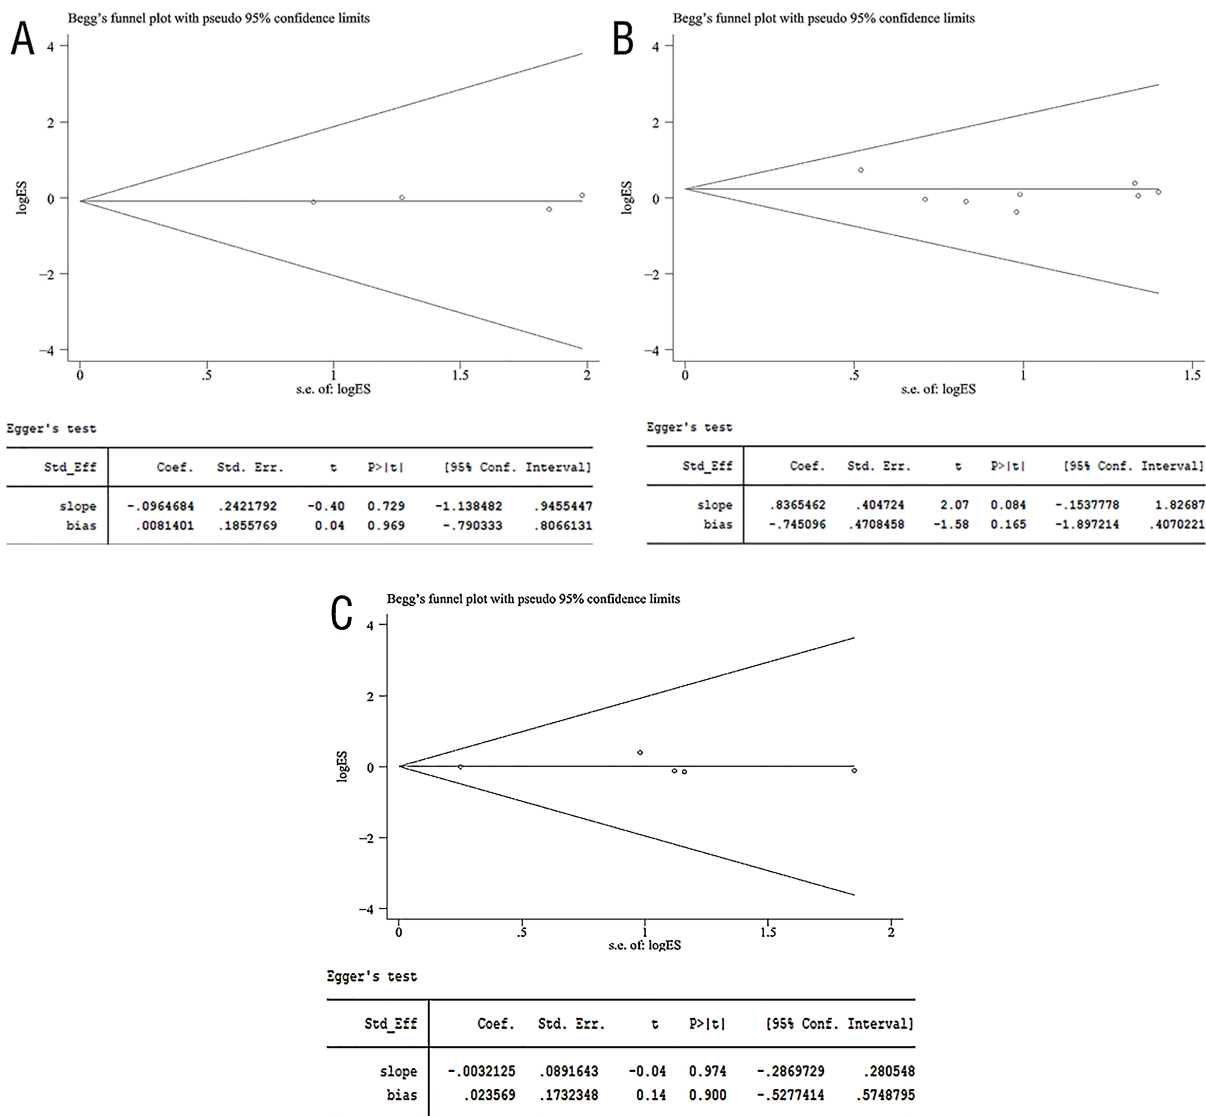 A
Begg's funnel plot with pseudo 95% confidence limits
4
2
0
−2
−4
logES
0 .5 1 1.5 2
s.e. of: logES
Egger's test
Std_Eff Coef. Std. Err. t P>|t| [95% Conf. Interval]
slope -.0964684 .2421792 -0.40 0.729 -1.138482 .9455447
bias .0081401 .1855769 0.04 0.969 -.790333 .8066131
B
Begg's funnel plot with pseudo 95% confidence limits
4
2
0
−2
−4
logES
0 .5 1 1.5
s.e. of: logES
Egger's test
Std_Eff Coef. Std. Err. t P>|t| [95% Conf. Interval]
slope .8365462 .404724 2.07 0.084 -.1537778 1.82687
bias -.745096 .4708458 -1.58 0.165 -1.897214 .4070221
C
Begg's funnel plot with pseudo 95% confidence limits
4
2
0
−2
−4
logES
0 .5 1 1.5 2
s.e. of: logES
Egger's test
Std_Eff Coef. Std. Err. t P>|t| [95% Conf. Interval]
slope -.0032125 .0891643 -0.04 0.974 -.2869729 .280548
bias .023569 .1732348 0.14 0.900 -.5277414 .5748795